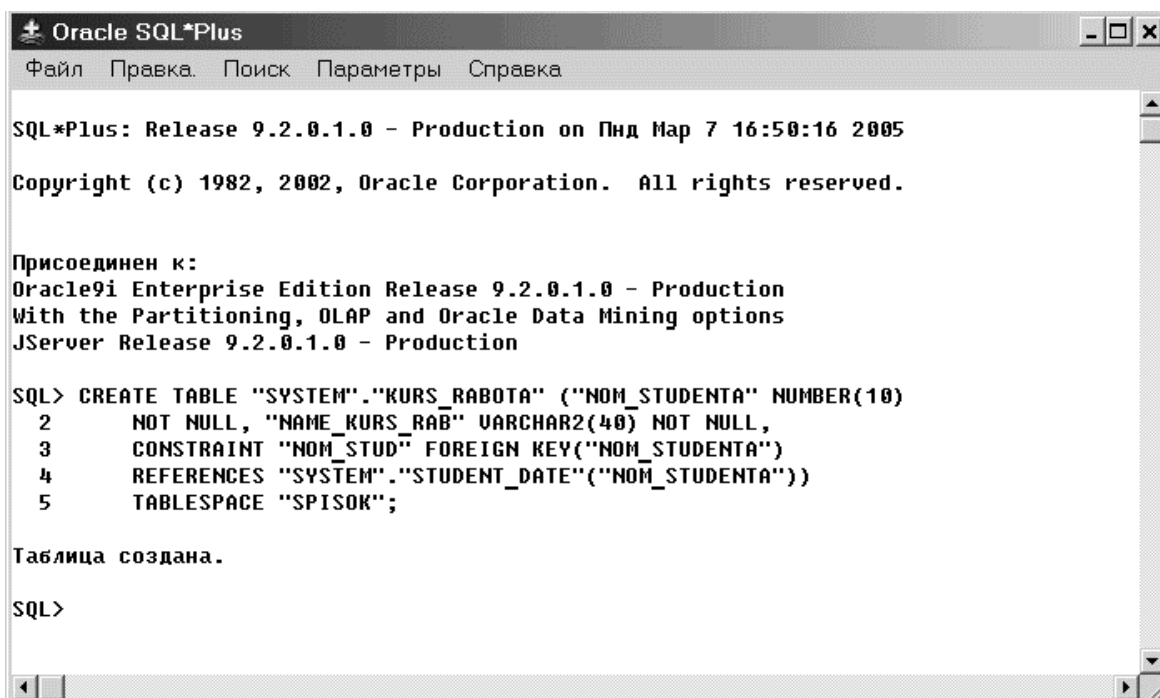 Oracle SQL*Plus
Файл Правка. Поиск Параметры Справка
SQL*Plus: Release 9.2.0.1.0 - Production on Пнд Мар 7 16:50:16 2005
Copyright (c) 1982, 2002, Oracle Corporation.  All rights reserved.
Присоединен к:
Oracle9i Enterprise Edition Release 9.2.0.1.0 - Production
With the Partitioning, OLAP and Oracle Data Mining options
JServer Release 9.2.0.1.0 - Production
SQL> CREATE TABLE "SYSTEM"."KURS_RABOTA" ("NOM_STUDENTA" NUMBER(10)
2 NOT NULL, "NAME_KURS_RAB" VARCHAR2(40) NOT NULL,
3 CONSTRAINT "NOM_STUD" FOREIGN KEY("NOM_STUDENTA")
4 REFERENCES "SYSTEM"."STUDENT_DATE"("NOM_STUDENTA"))
5 TABLESPACE "SPISOK";
Таблица создана.
SQL>